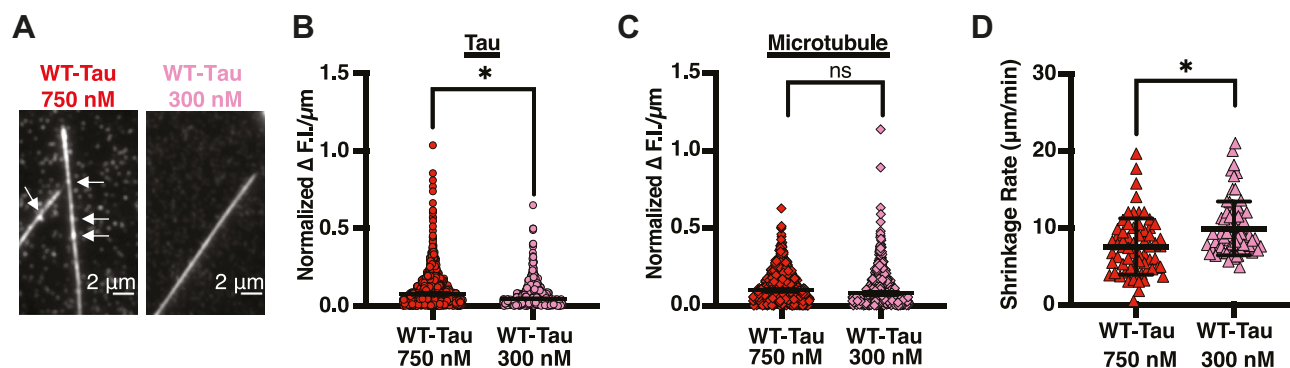 A
WT-Tau
750 nM
WT-Tau
300 nM
2 µm
2 µm
B
Tau
*
Normalized Δ F.I./µm
1.5
1.0
0.5
0.0
WT-Tau
750 nM
WT-Tau
300 nM
C
Microtubule
ns
Normalized Δ F.I./µm
1.5
1.0
0.5
0.0
WT-Tau
750 nM
WT-Tau
300 nM
D
*
Shrinkage Rate (µm/min)
30
20
10
0
WT-Tau
750 nM
WT-Tau
300 nM